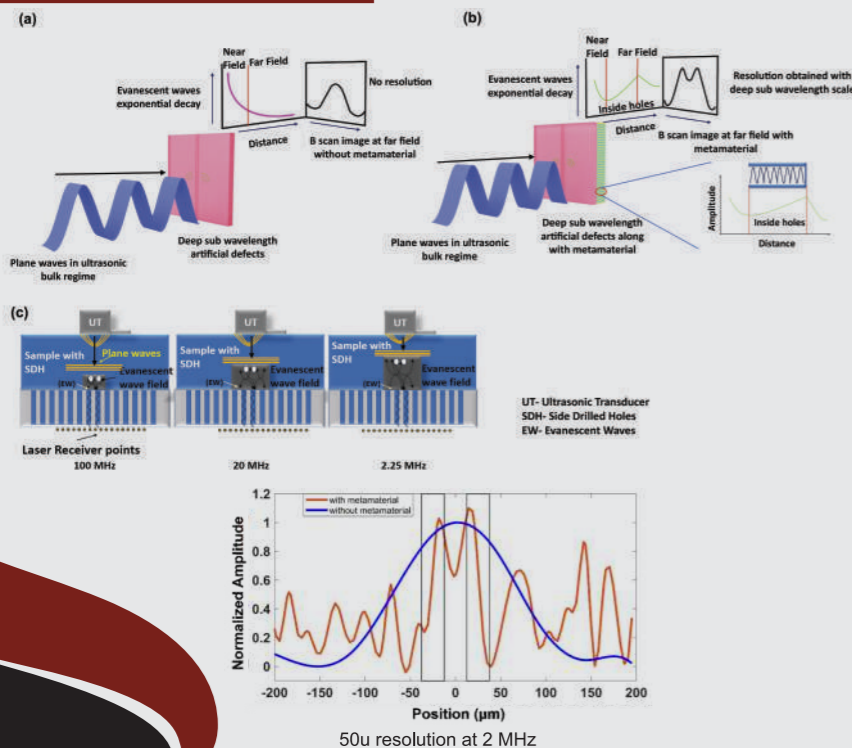 (a)
Near
Field
Far Field
Evanescent waves
exponential decay
No resolution
Distance
B scan image at far field
without metamaterial
Deep sub wavelength
artificial defects
Plane waves in ultrasonic
bulk regime
(b)
Near
Field
Far Field
Evanescent waves
exponential decay
Inside holes
Resolution obtained with
deep sub wavelength scale
Distance
B scan image at far field with
metamaterial
Amplitude
Inside holes
Distance
Deep sub wavelength
artificial defects along
with metamaterial
Plane waves in ultrasonic
bulk regime
(c)
UT
Sample with
SDH
Plane waves
Evanescent
wave field
(EW)
Laser Receiver points
100 MHz
UT
Sample with
SDH
Evanescent
wave field
(EW)
20 MHz
UT
Sample with
SDH
Evanescent
wave field
(EW)
2.25 MHz
UT- Ultrasonic Transducer
SDH- Side Drilled Holes
EW- Evanescent Waves
with metamaterial
without metamaterial
Normalized Amplitude
1.2
1
0.8
0.6
0.4
0.2
0
-200 -150 -100 -50 0 50 100 150 200
Position (µm)
50u resolution at 2 MHz